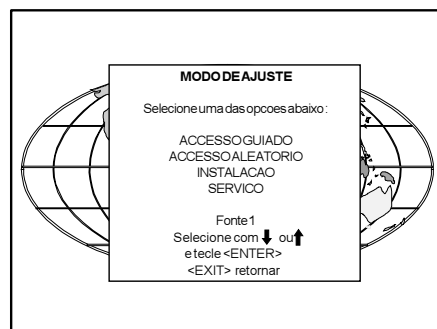 MODO DE AJUSTE
Selecione uma das opcoes abaixo :
ACCESSO GUIADO
ACCESSO ALEATORIO
INSTALACAO
SERVICO
Fonte 1
Selecione com ⬇ ou⬆
e tecle <ENTER>
<EXIT> retornar